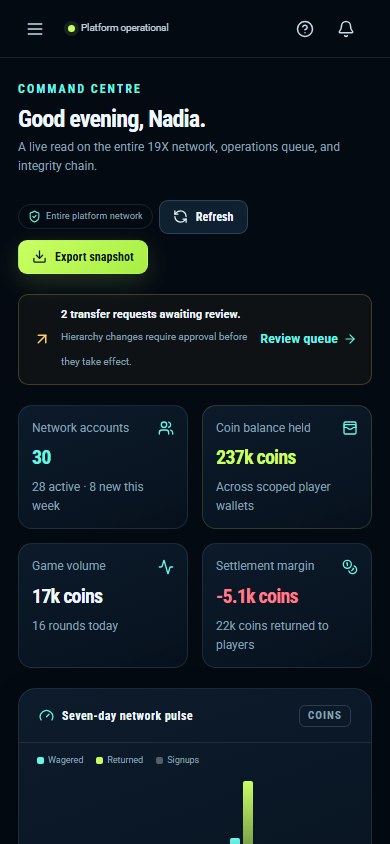 Platform operational
COMMAND CENTRE
Good evening, Nadia.
A live read on the entire 19X network, operations queue, and
integrity chain.
Entire platform network
Refresh
Export snapshot
2 transfer requests awaiting review.
Hierarchy changes require approval before
they take effect.
Review queue →
Network accounts
30
28 active · 8 new this
week
Coin balance held
237k coins
Across scoped player
wallets
Game volume
17k coins
16 rounds today
Settlement margin
-5.1k coins
22k coins returned to
players
Seven-day network pulse
COINS
Wagered
Returned
Signups